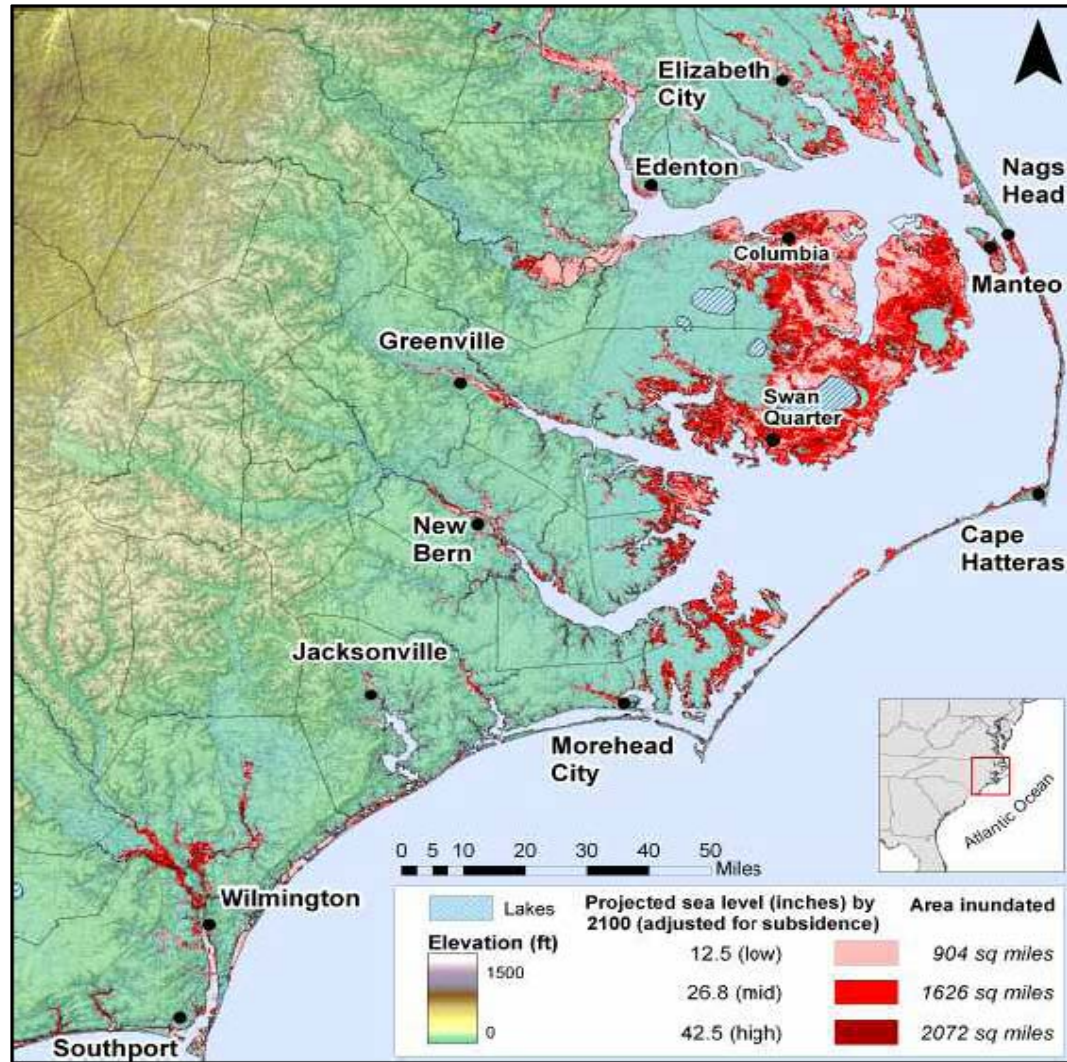 Elizabeth
City
Edenton
Nags
Head
Columbia
Manteo
Greenville
Swan
Quarter
New
Bern
Cape
Hatteras
Jacksonville
Morehead
City
Atlantic Ocean
0 5 10 20 30 40 50
Miles
Wilmington
Southport
Lakes
Elevation (ft)
1500
0
Projected sea level (inches) by
2100 (adjusted for subsidence)
Area inundated
12.5 (low) 904 sq miles
26.8 (mid) 1626 sq miles
42.5 (high) 2072 sq miles